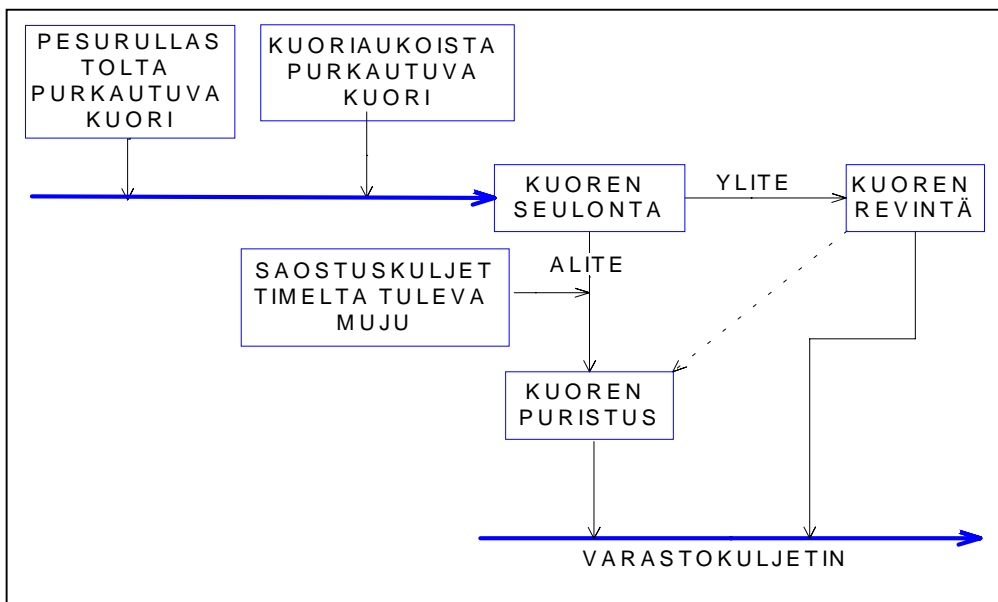 PESURULLAS
TOLTA
PURKAUTUVA
KUORI
KUORIAUKOISTA
PURKAUTUVA
KUORI
KUOREN
SEULONTA
YLITE
KUOREN
REVINTÄ
ALITE
SAOSTUSKULJET
TIMELTA TULEVA
MUJU
KUOREN
PURISTUS
VARASTOKULJETIN